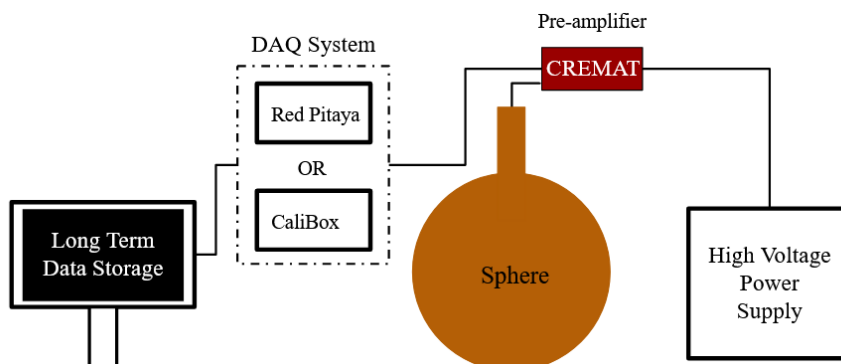 Pre-amplifier
DAQ System
CREMAT
Red Pitaya
OR
CaliBox
Long Term
Data Storage
Sphere
High Voltage
Power
Supply